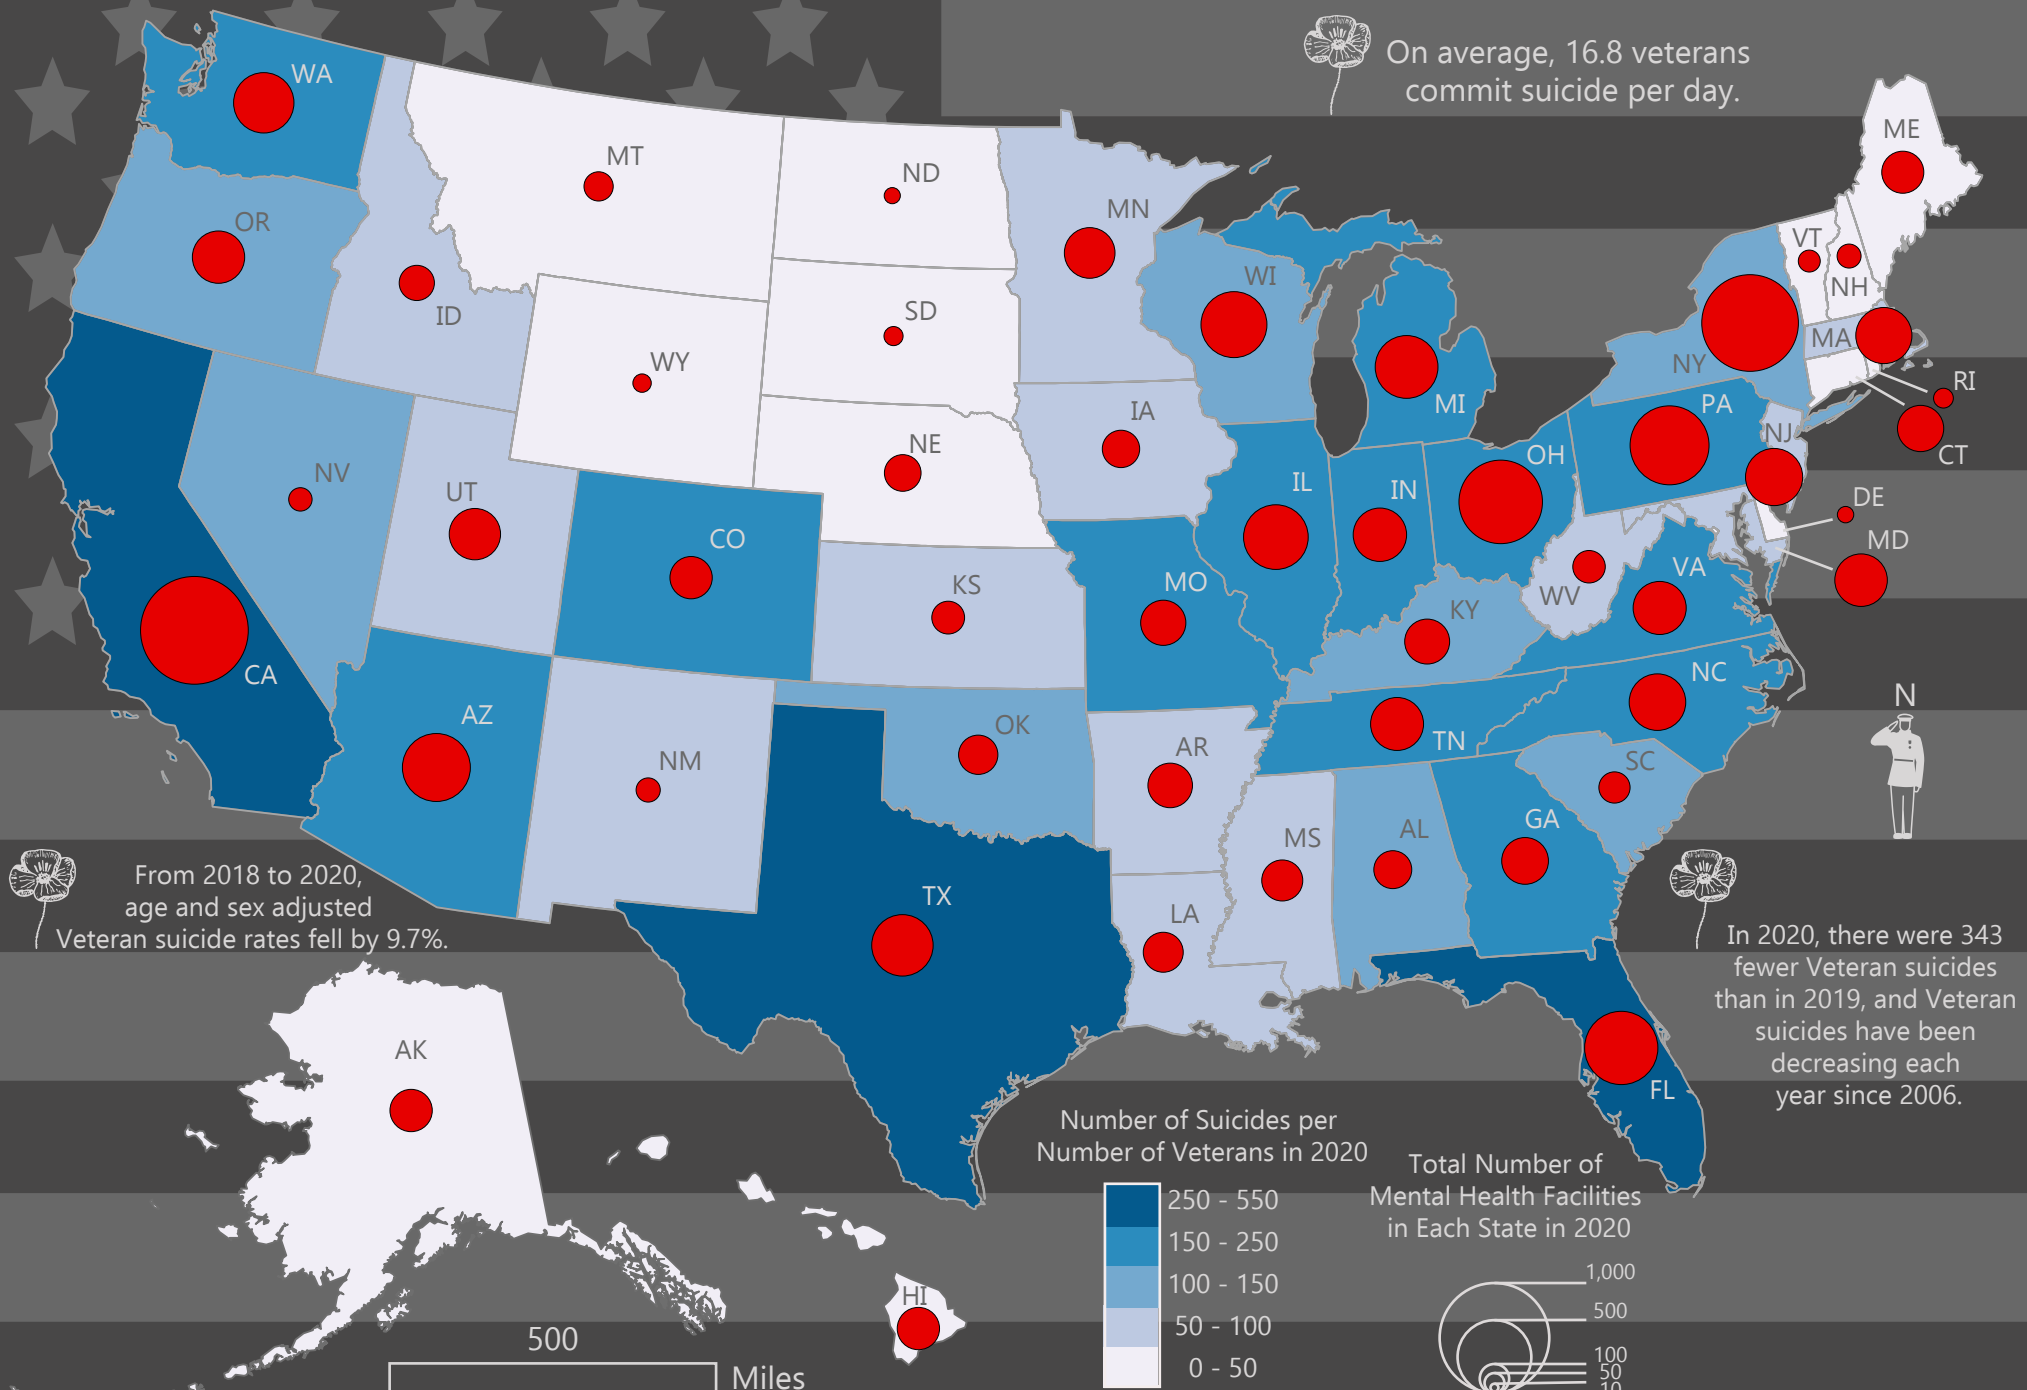 On average, 16.8 veterans
commit suicide per day.
WA
MT
ND
MN
ME
OR
ID
SD
WI
VT
NH
WY
MI
NY
MA
RI
CT
NV
UT
NE
IA
IL
IN
OH
PA
NJ
DE
MD
CO
KS
MO
KY
WV
VA
CA
AZ
NM
OK
AR
TN
NC
SC
N
TX
LA
MS
AL
GA
FL
From 2018 to 2020,
age and sex adjusted
Veteran suicide rates fell by 9.7%.
In 2020, there were 343
fewer Veteran suicides
than in 2019, and Veteran
suicides have been
decreasing each
year since 2006.
AK
HI
500
Miles
Number of Suicides per
Number of Veterans in 2020
250 - 550
150 - 250
100 - 150
50 - 100
0 - 50
Total Number of
Mental Health Facilities
in Each State in 2020
1,000
500
100
50
10